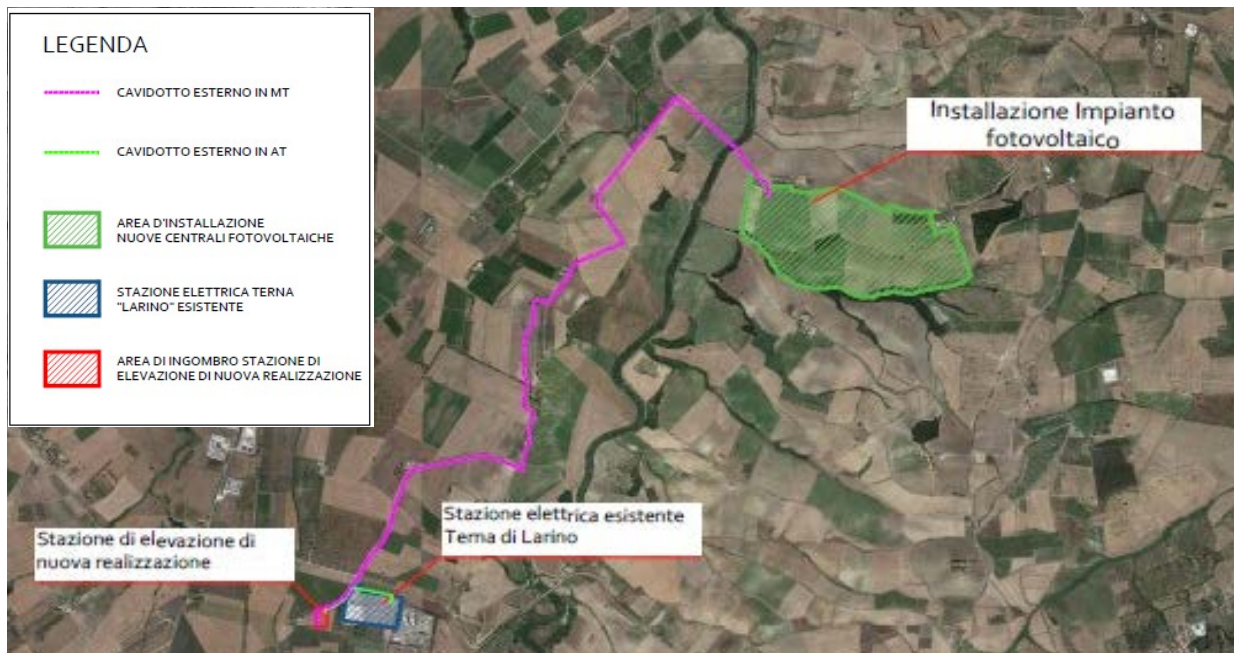 LEGENDA
CAVIDOTTO ESTERNO IN MT
CAVIDOTTO ESTERNO IN AT
AREA D'INSTALLAZIONE
NUOVE CENTRALI FOTOVOLTAICHE
STAZIONE ELETTRICA TERNA
"LARINO" ESISTENTE
AREA DI INGOMBRO STAZIONE DI
ELEVAZIONE DI NUOVA REALIZZAZIONE
Installazione Impianto
fotovoltaico
Stazione elettrica esistente
Terna di Larino
Stazione di elevazione di
nuova realizzazione